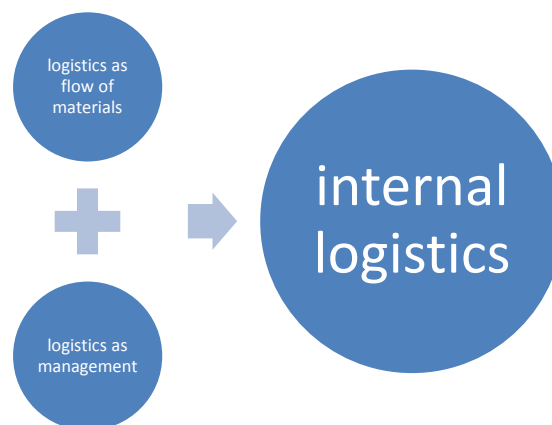 logistics as
flow of
materials
logistics as
management
internal
logistics